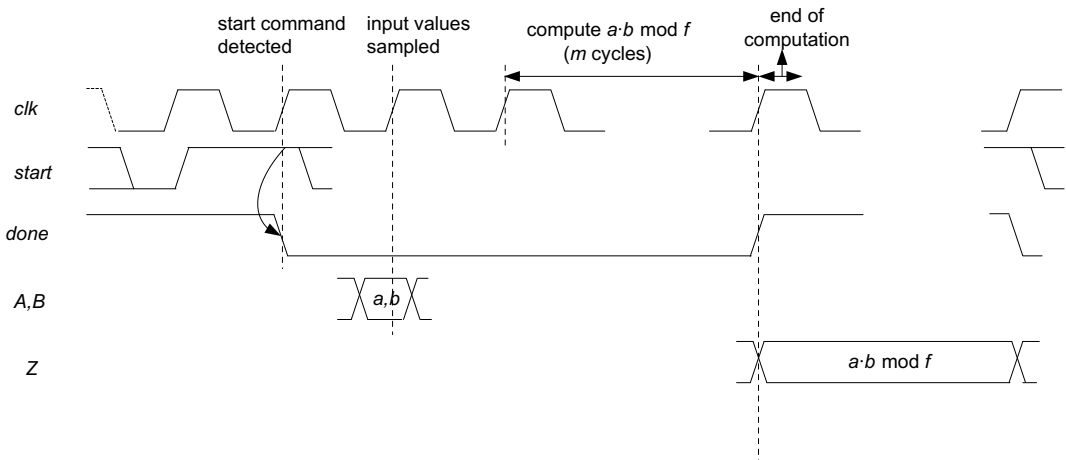 start command
detected
input values
sampled
compute a·b mod f
(m cycles)
end of
computation
clk
start
done
A,B
a,b
Z
a·b mod f